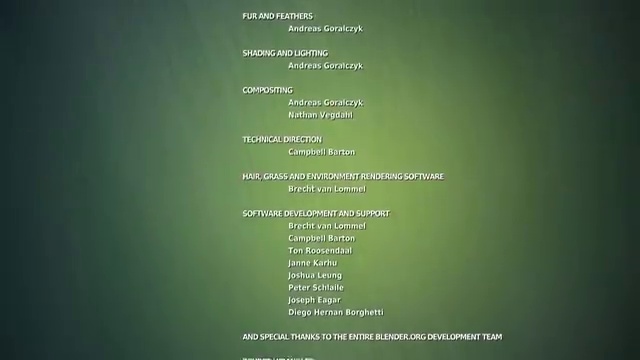 FUR AND FEATHERS
Andreas Goralczyk
SHADING AND LIGHTING
Andreas Goralczyk
COMPOSITING
Andreas Goralczyk
Nathan Vegdahl
TECHNICAL DIRECTION
Campbell Barton
HAIR, GRASS AND ENVIRONMENT RENDERING SOFTWARE
Brecht van Lommel
SOFTWARE DEVELOPMENT AND SUPPORT
Brecht van Lommel
Campbell Barton
Ton Roosendaal
Janne Karhu
Joshua Leung
Peter Schlaile
Joseph Eagar
Diego Hernan Borghetti
AND SPECIAL THANKS TO THE ENTIRE BLENDER.ORG DEVELOPMENT TEAM